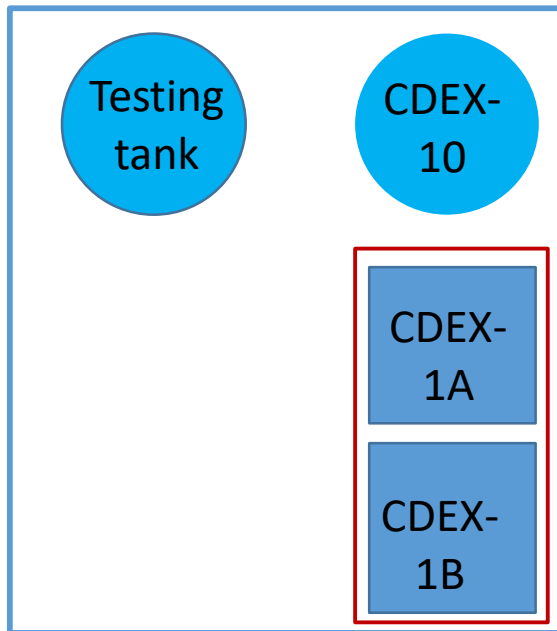 Testing
tank
CDEX-
10
CDEX-
1A
CDEX-
1B